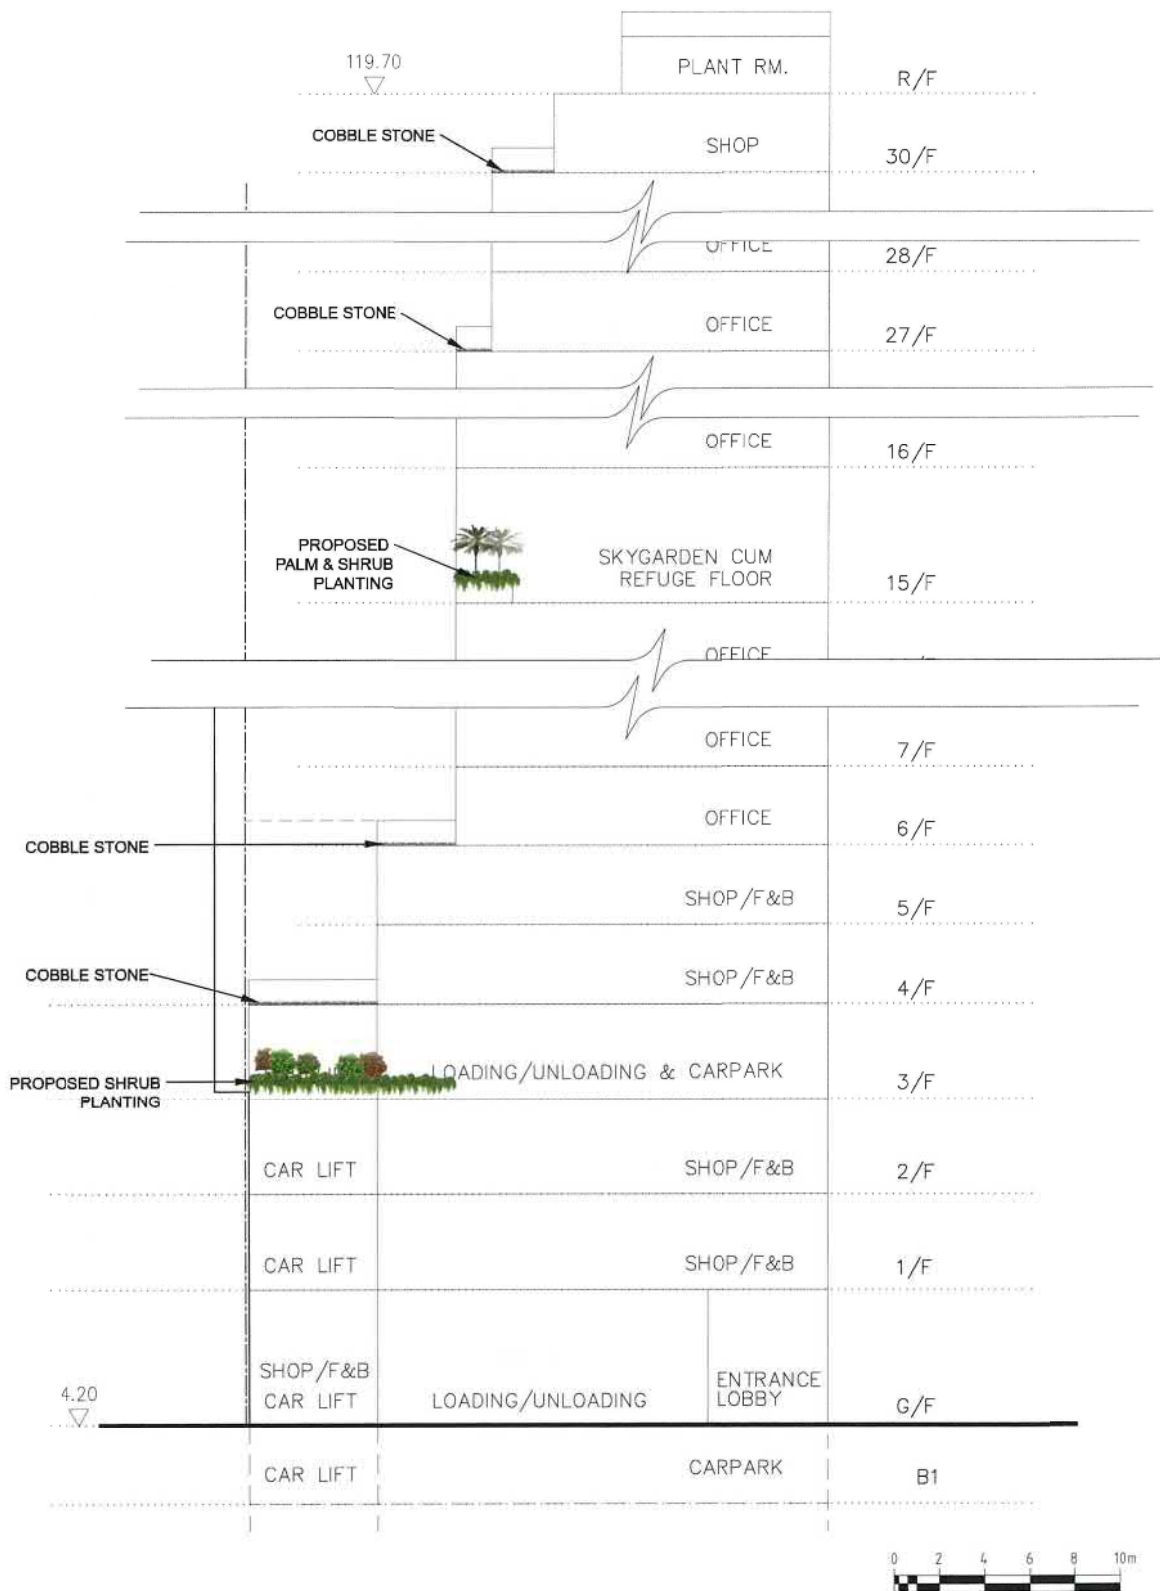 PLANT RM.
R/F
119.70
COBBLE STONE
SHOP
30/F
OFFICE
28/F
COBBLE STONE
OFFICE
27/F
OFFICE
16/F
PROPOSED
PALM & SHRUB
PLANTING
SKYGARDEN CUM
REFUGE FLOOR
15/F
OFFICE
OFFICE
7/F
OFFICE
6/F
COBBLE STONE
SHOP/F&B
5/F
COBBLE STONE
SHOP/F&B
4/F
PROPOSED SHRUB
PLANTING
LOADING/UNLOADING & CARPARK
3/F
CAR LIFT
SHOP/F&B
2/F
CAR LIFT
SHOP/F&B
1/F
4.20
SHOP/F&B
CAR LIFT
LOADING/UNLOADING
ENTRANCE
LOBBY
G/F
CAR LIFT
CARPARK
B1
0 2 4 6 8 10m